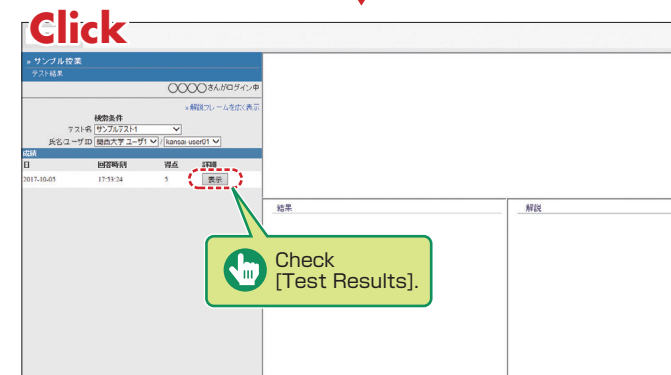 Click
» サンプル授業
テスト結果
○○○○さんがログイン中
» 解説フレームを広く表示
検索条件
テスト名 サンプルテスト1
氏名/ユーザID 関西大学 ユーザ1 / kansai-user01
成績
日 回答時刻 得点 詳細
2017-10-05 17:53:24 5 表示
結果 解説
Check
[Test Results].